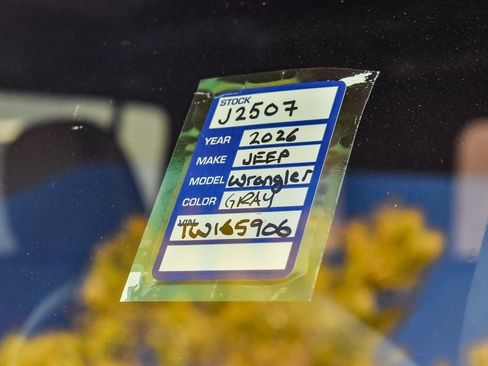 STOCK
J2507
YEAR 2026
MAKE JEEP
MODEL Wrangler
COLOR GRAY
VIN
TW165906